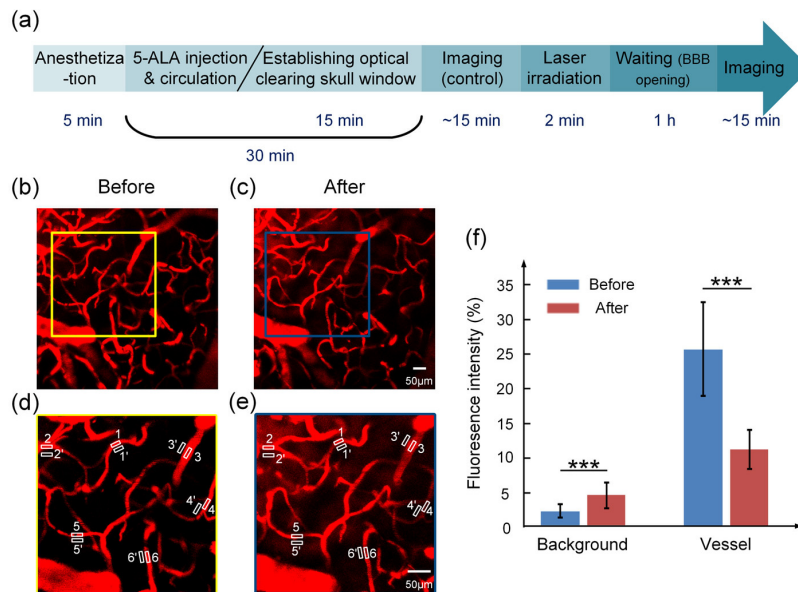 (a)
Anesthetiza
-tion
5-ALA injection
& circulation
Establishing optical
clearing skull window
Imaging
(control)
Laser
irradiation
Waiting (BBB
opening)
Imaging
5 min
15 min
~15 min
2 min
1 h
~15 min
30 min
(b)
Before
(c)
After
50μm
(d)
1
1'
2
2'
3'
3
4'
4
5
5'
6'
6
(e)
1
1'
2
2'
3'
3
4'
4
5
5'
6'
6
50μm
(f)
Fluoresence intensity (%)
35
30
25
20
15
10
5
0
Before
After
***
***
Background
Vessel